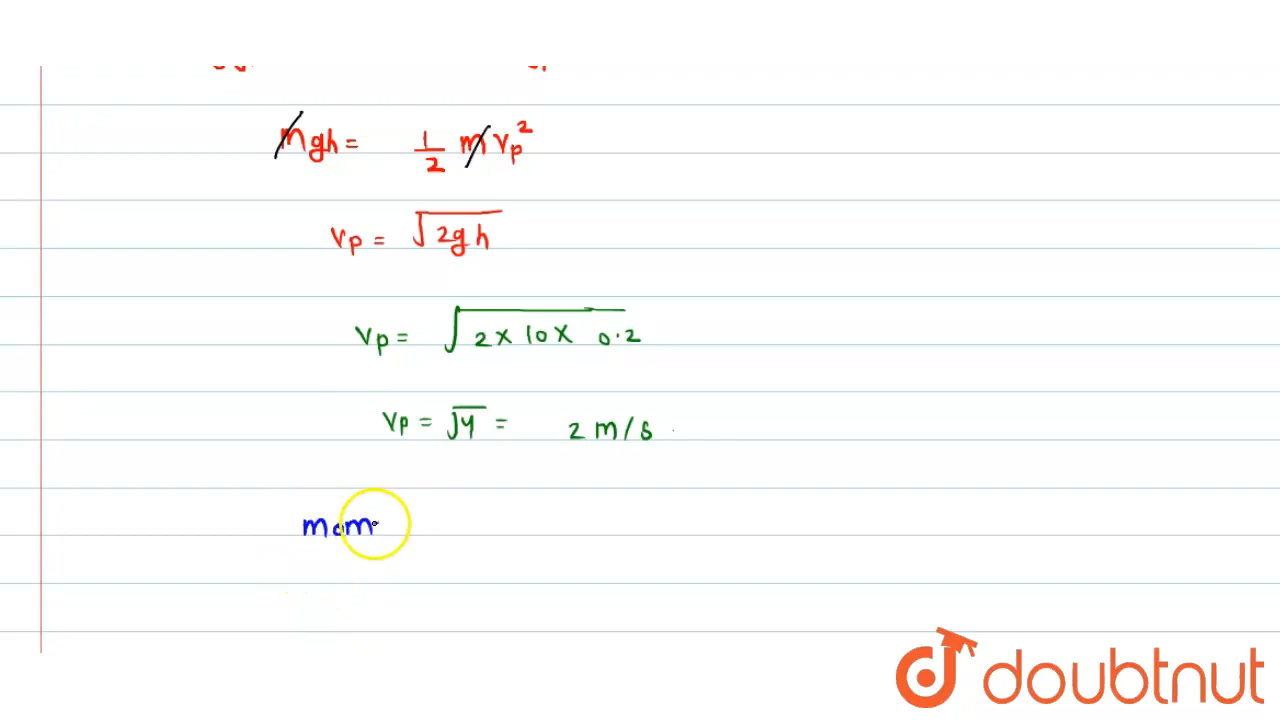 mgh = 1/2 m vp²
vp = √2gh
vp = √2 x 10 x 0.2
vp = √4 = 2 m/s
mom
doubtnut